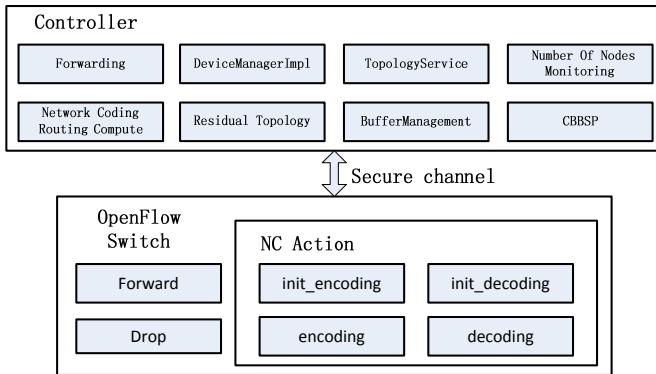 Controller
Forwarding
DeviceManagerImpl
TopologyService
Number Of Nodes
Monitoring
Network Coding
Routing Compute
Residual Topology
BufferManagement
CBBSP
Secure channel
OpenFlow
Switch
NC Action
Forward
init_encoding
init_decoding
Drop
encoding
decoding